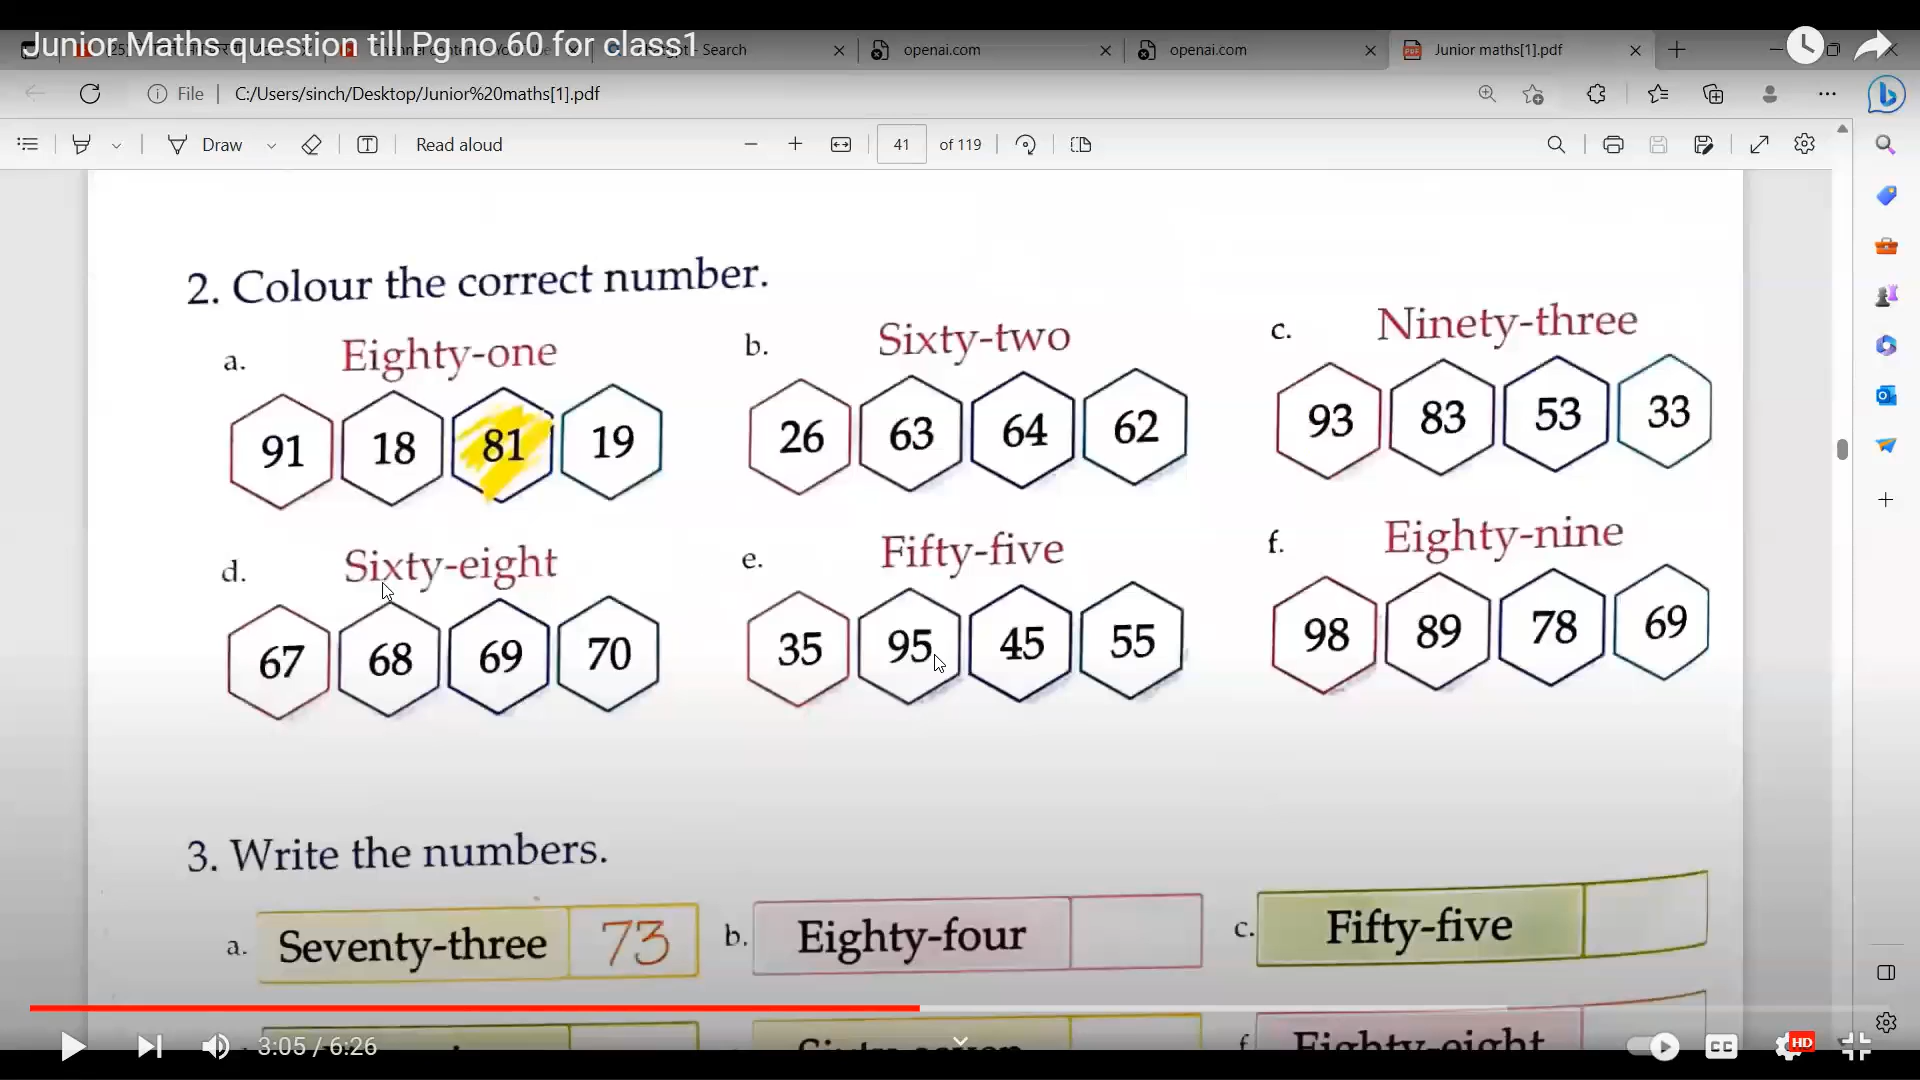 Junior Maths question till Pg no 60 for class1
Search
openai.com
openai.com
Junior maths[1].pdf
File
C:/Users/sinch/Desktop/Junior%20maths[1].pdf
Draw
Read aloud
41 of 119
2. Colour the correct number.
a. Eighty-one
91 18 81 19
b. Sixty-two
26 63 64 62
c. Ninety-three
93 83 53 33
d. Sixty-eight
67 68 69 70
e. Fifty-five
35 95 45 55
f. Eighty-nine
98 89 78 69
3. Write the numbers.
a. Seventy-three 73
b. Eighty-four
c. Fifty-five
Sixty-seven
f. Eighty-eight
3:05 / 6:26
CC
HD